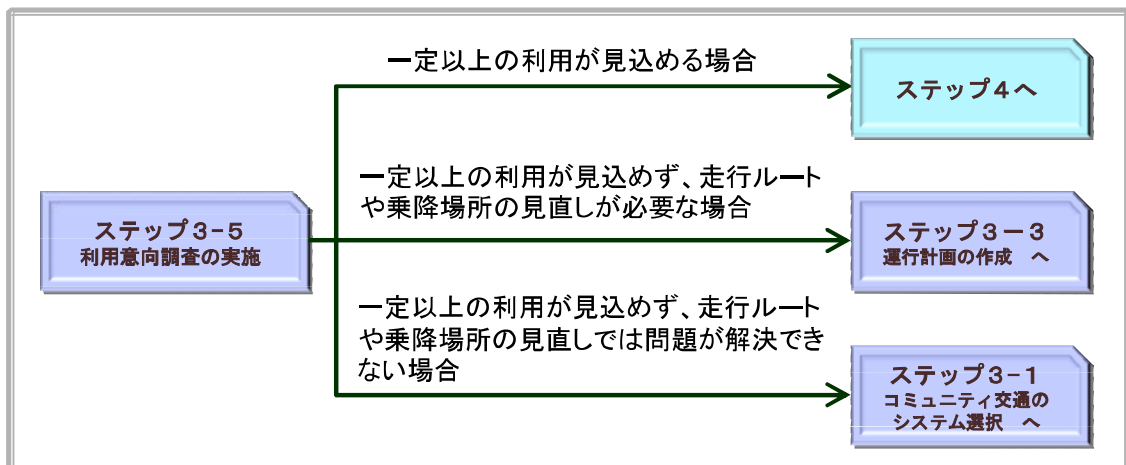 一定以上の利用が見込める場合
ステップ４へ
一定以上の利用が見込めず、走行ルート
や乗降場所の見直しが必要な場合
ステップ３-５
利用意向調査の実施
ステップ３ー３
運行計画の作成　へ
一定以上の利用が見込めず、走行ルート
や乗降場所の見直しでは問題が解決でき
ない場合
ステップ３-１
コミュニティ交通の
システム選択　へ